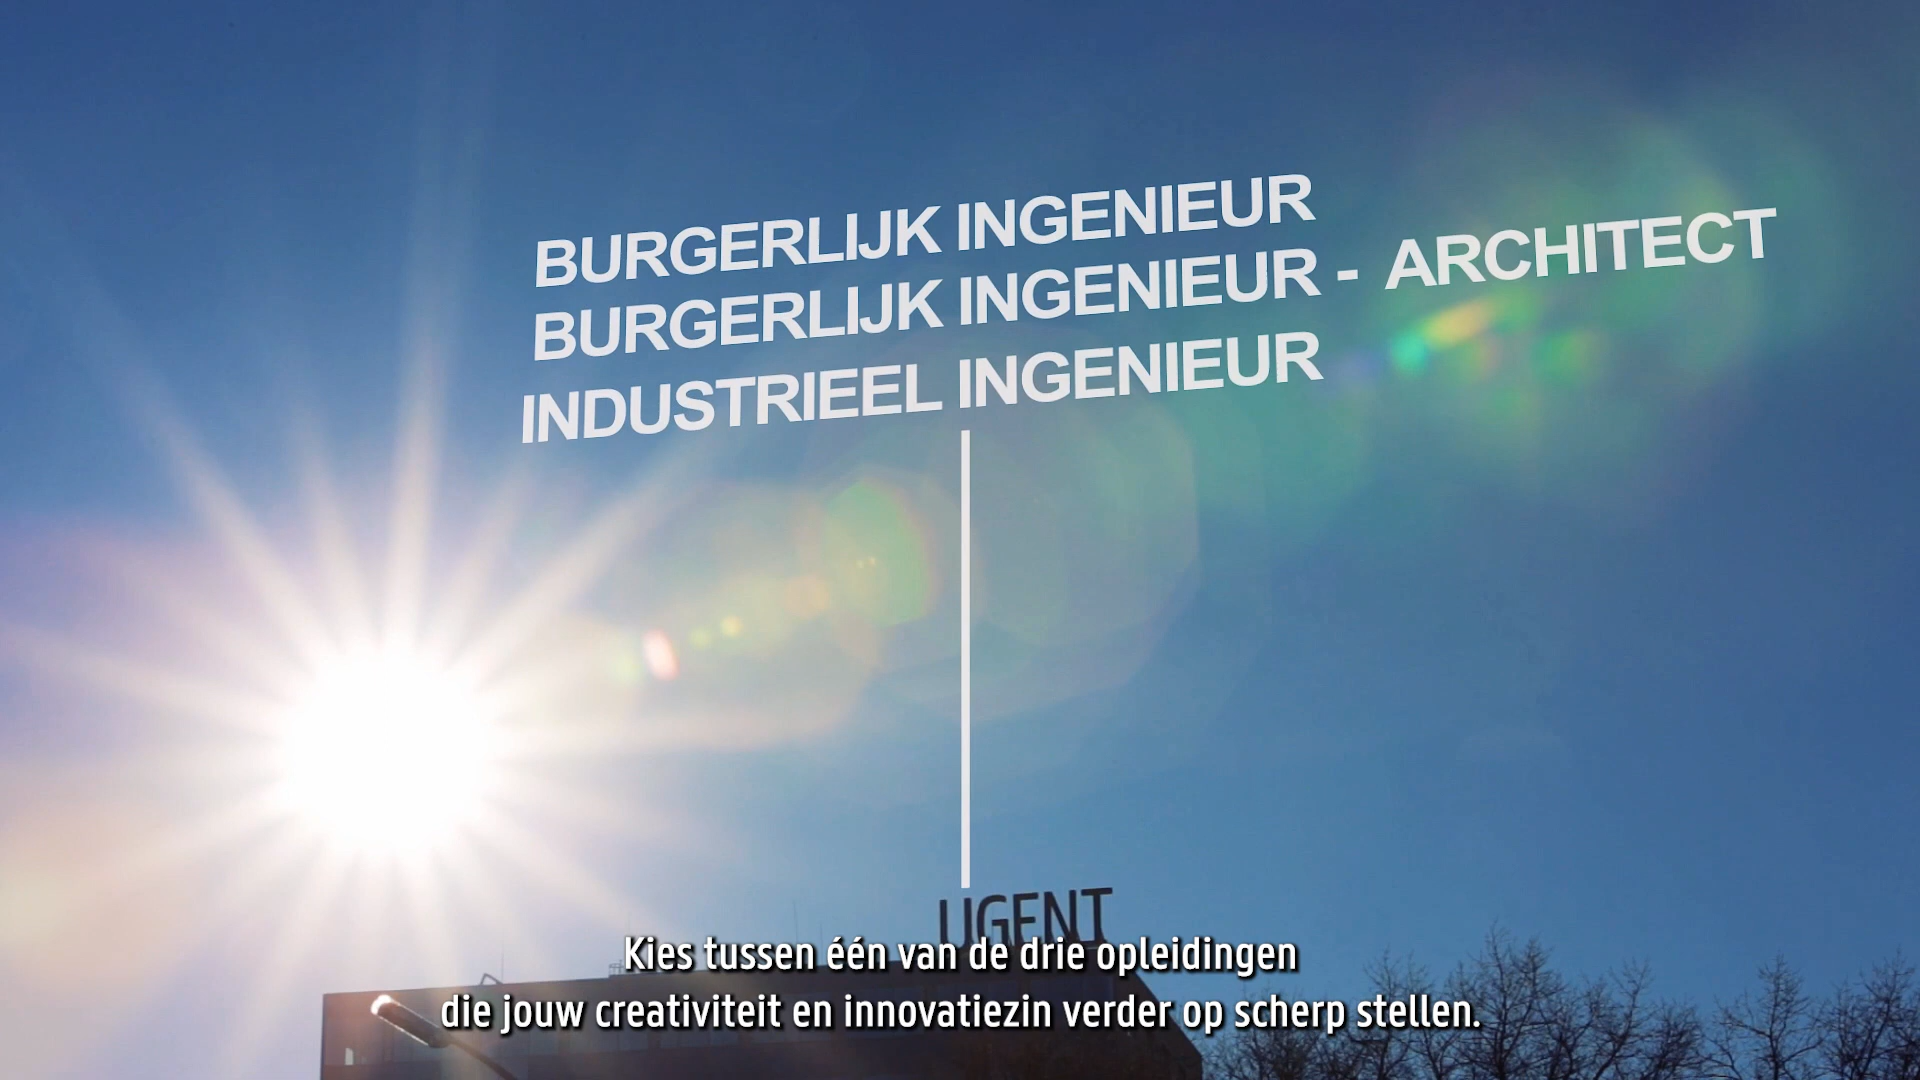 BURGERLIJK INGENIEUR
BURGERLIJK INGENIEUR - ARCHITECT
INDUSTRIEEL INGENIEUR
UGENT
Kies tussen één van de drie opleidingen
die jouw creativiteit en innovatiezin verder op scherp stellen.